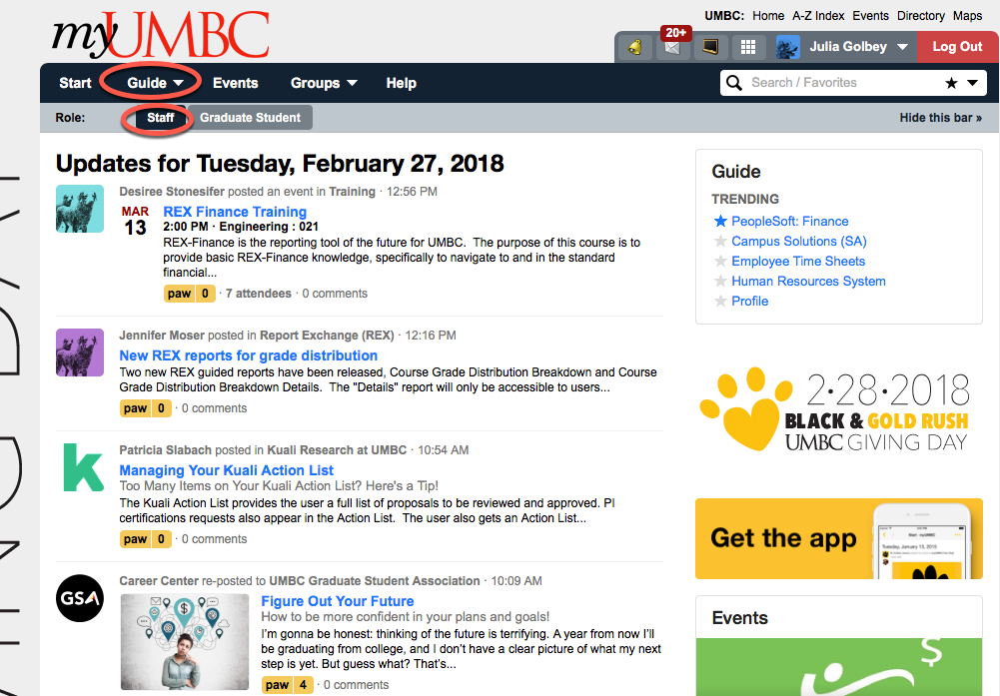 UMBC: Home A-Z Index Events Directory Maps
myUMBC
20+
Julia Golbey Log Out
Start Guide Events Groups Help
Search / Favorites
Role: Staff Graduate Student Hide this bar »
Updates for Tuesday, February 27, 2018
Desiree Stonesifer posted an event in Training · 12:56 PM
MAR
13
REX Finance Training
2:00 PM · Engineering : 021
REX-Finance is the reporting tool of the future for UMBC. The purpose of this course is to
provide basic REX-Finance knowledge, specifically to navigate to and in the standard
financial...
paw 0 · 7 attendees · 0 comments
Jennifer Moser posted in Report Exchange (REX) · 12:16 PM
New REX reports for grade distribution
Two new REX guided reports have been released, Course Grade Distribution Breakdown and Course
Grade Distribution Breakdown Details. The "Details" report will only be accessible to users...
paw 0 · 0 comments
k
Patricia Slabach posted in Kuali Research at UMBC · 10:54 AM
Managing Your Kuali Action List
Too Many Items on Your Kuali Action List? Here's a Tip!
The Kuali Action List provides the user a full list of proposals to be reviewed and approved. PI
certifications requests also appear in the Action List. The user also gets an Action List...
paw 0 · 0 comments
GSA
Career Center re-posted to UMBC Graduate Student Association · 10:09 AM
Figure Out Your Future
How to be more confident in your plans and goals!
I'm gonna be honest: thinking of the future is terrifying. A year from now I'll
be graduating from college, and I don't have a clear picture of what my next
step is yet. But guess what? That's...
paw 4 · 0 comments
Guide
TRENDING
PeopleSoft: Finance
Campus Solutions (SA)
Employee Time Sheets
Human Resources System
Profile
2·28·2018
BLACK & GOLD RUSH
UMBC GIVING DAY
Get the app
Events
$